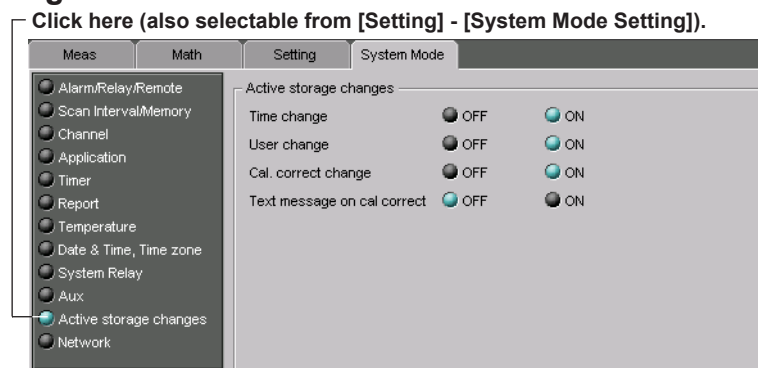 Click here (also selectable from [Setting] - [System Mode Setting]).
Meas Math Setting System Mode
Alarm/Relay/Remote
Scan Interval/Memory
Channel
Application
Timer
Report
Temperature
Date & Time, Time zone
System Relay
Aux
Active storage changes
Network
Active storage changes
Time change OFF ON
User change OFF ON
Cal. correct change OFF ON
Text message on cal correct OFF ON